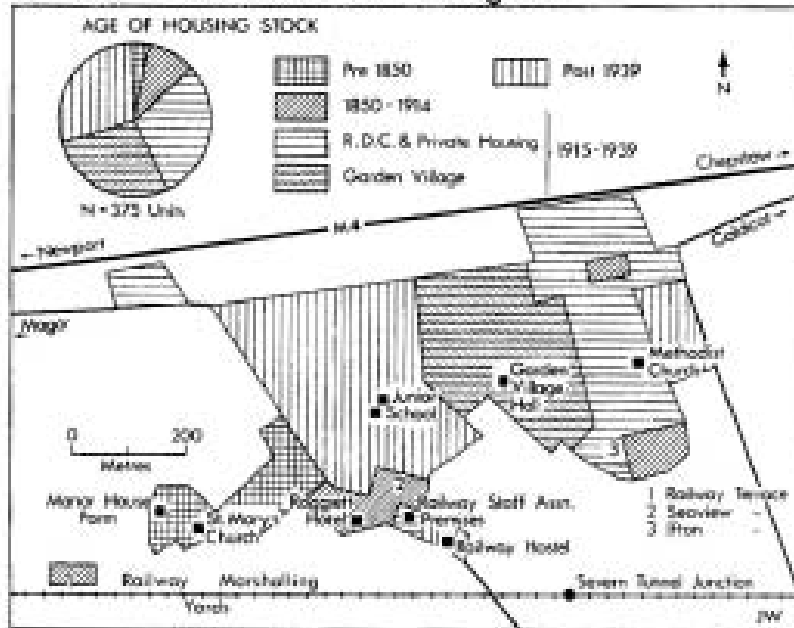 AGE OF HOUSING STOCK
Pre 1850
Post 1939
N
1850-1914
R.D.C. & Private Housing
1915-1939
Garden Village
N=375 Units
Chepstow →
Caldicot →
M4
← Newport
← Magor
Methodist
Church
Garden
Village
Hall
Junior
School
0 200
Metres
Manor House
Farm
St. Mary's
Church
Hotel
Railway Staff Assn.
Premises
Railway Hostel
3
2
1 Railway Terrace
2 Seaview "
3 Ifton "
Railway Marshalling
Yards
Severn Tunnel Junction
JW